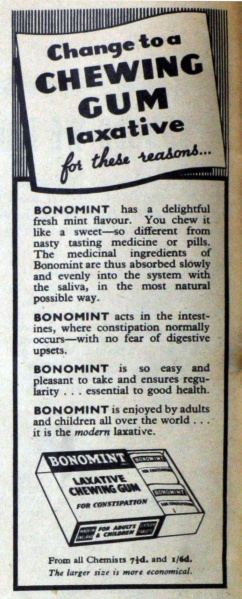 Change to a
CHEWING
GUM
laxative
for these reasons...
BONOMINT has a delightful
fresh mint flavour. You chew it
like a sweet—so different from
nasty tasting medicine or pills.
The medicinal ingredients of
Bonomint are thus absorbed slowly
and evenly into the system with
the saliva, in the most natural
possible way.
BONOMINT acts in the intest-
ines, where constipation normally
occurs—with no fear of digestive
upsets.
BONOMINT is so easy and
pleasant to take and ensures regu-
larity . . . essential to good health.
BONOMINT is enjoyed by adults
and children all over the world . . .
it is the modern laxative.
BONOMINT
LAXATIVE
CHEWING GUM
FOR CONSTIPATION
FOR ADULTS
& CHILDREN
BONOMINT
From all Chemists 7½d. and 1/6d.
The larger size is more economical.